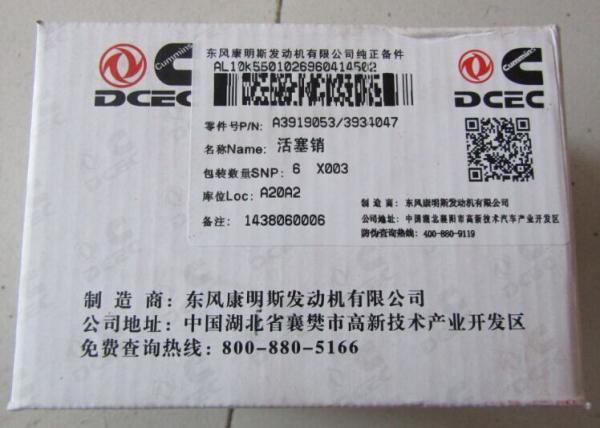 Cummins
DCEC
Cummins
DCEC
东风康明斯发动机有限公司纯正备件
AL10k5501026960414502
零件号P/N: A3919053/3934047
名称Name: 活塞销
包装数量SNP: 6 X003
库位Loc: A20A2
备注: 1438060006
制 造 商: 东风康明斯发动机有限公司
公司地址: 中国湖北襄阳市高新技术汽车产业开发区
防伪查询热线: 400-880-9119
制 造 商: 东风康明斯发动机有限公司
公司地址: 中国湖北省襄樊市高新技术产业开发区
免费查询热线: 800-880-5166